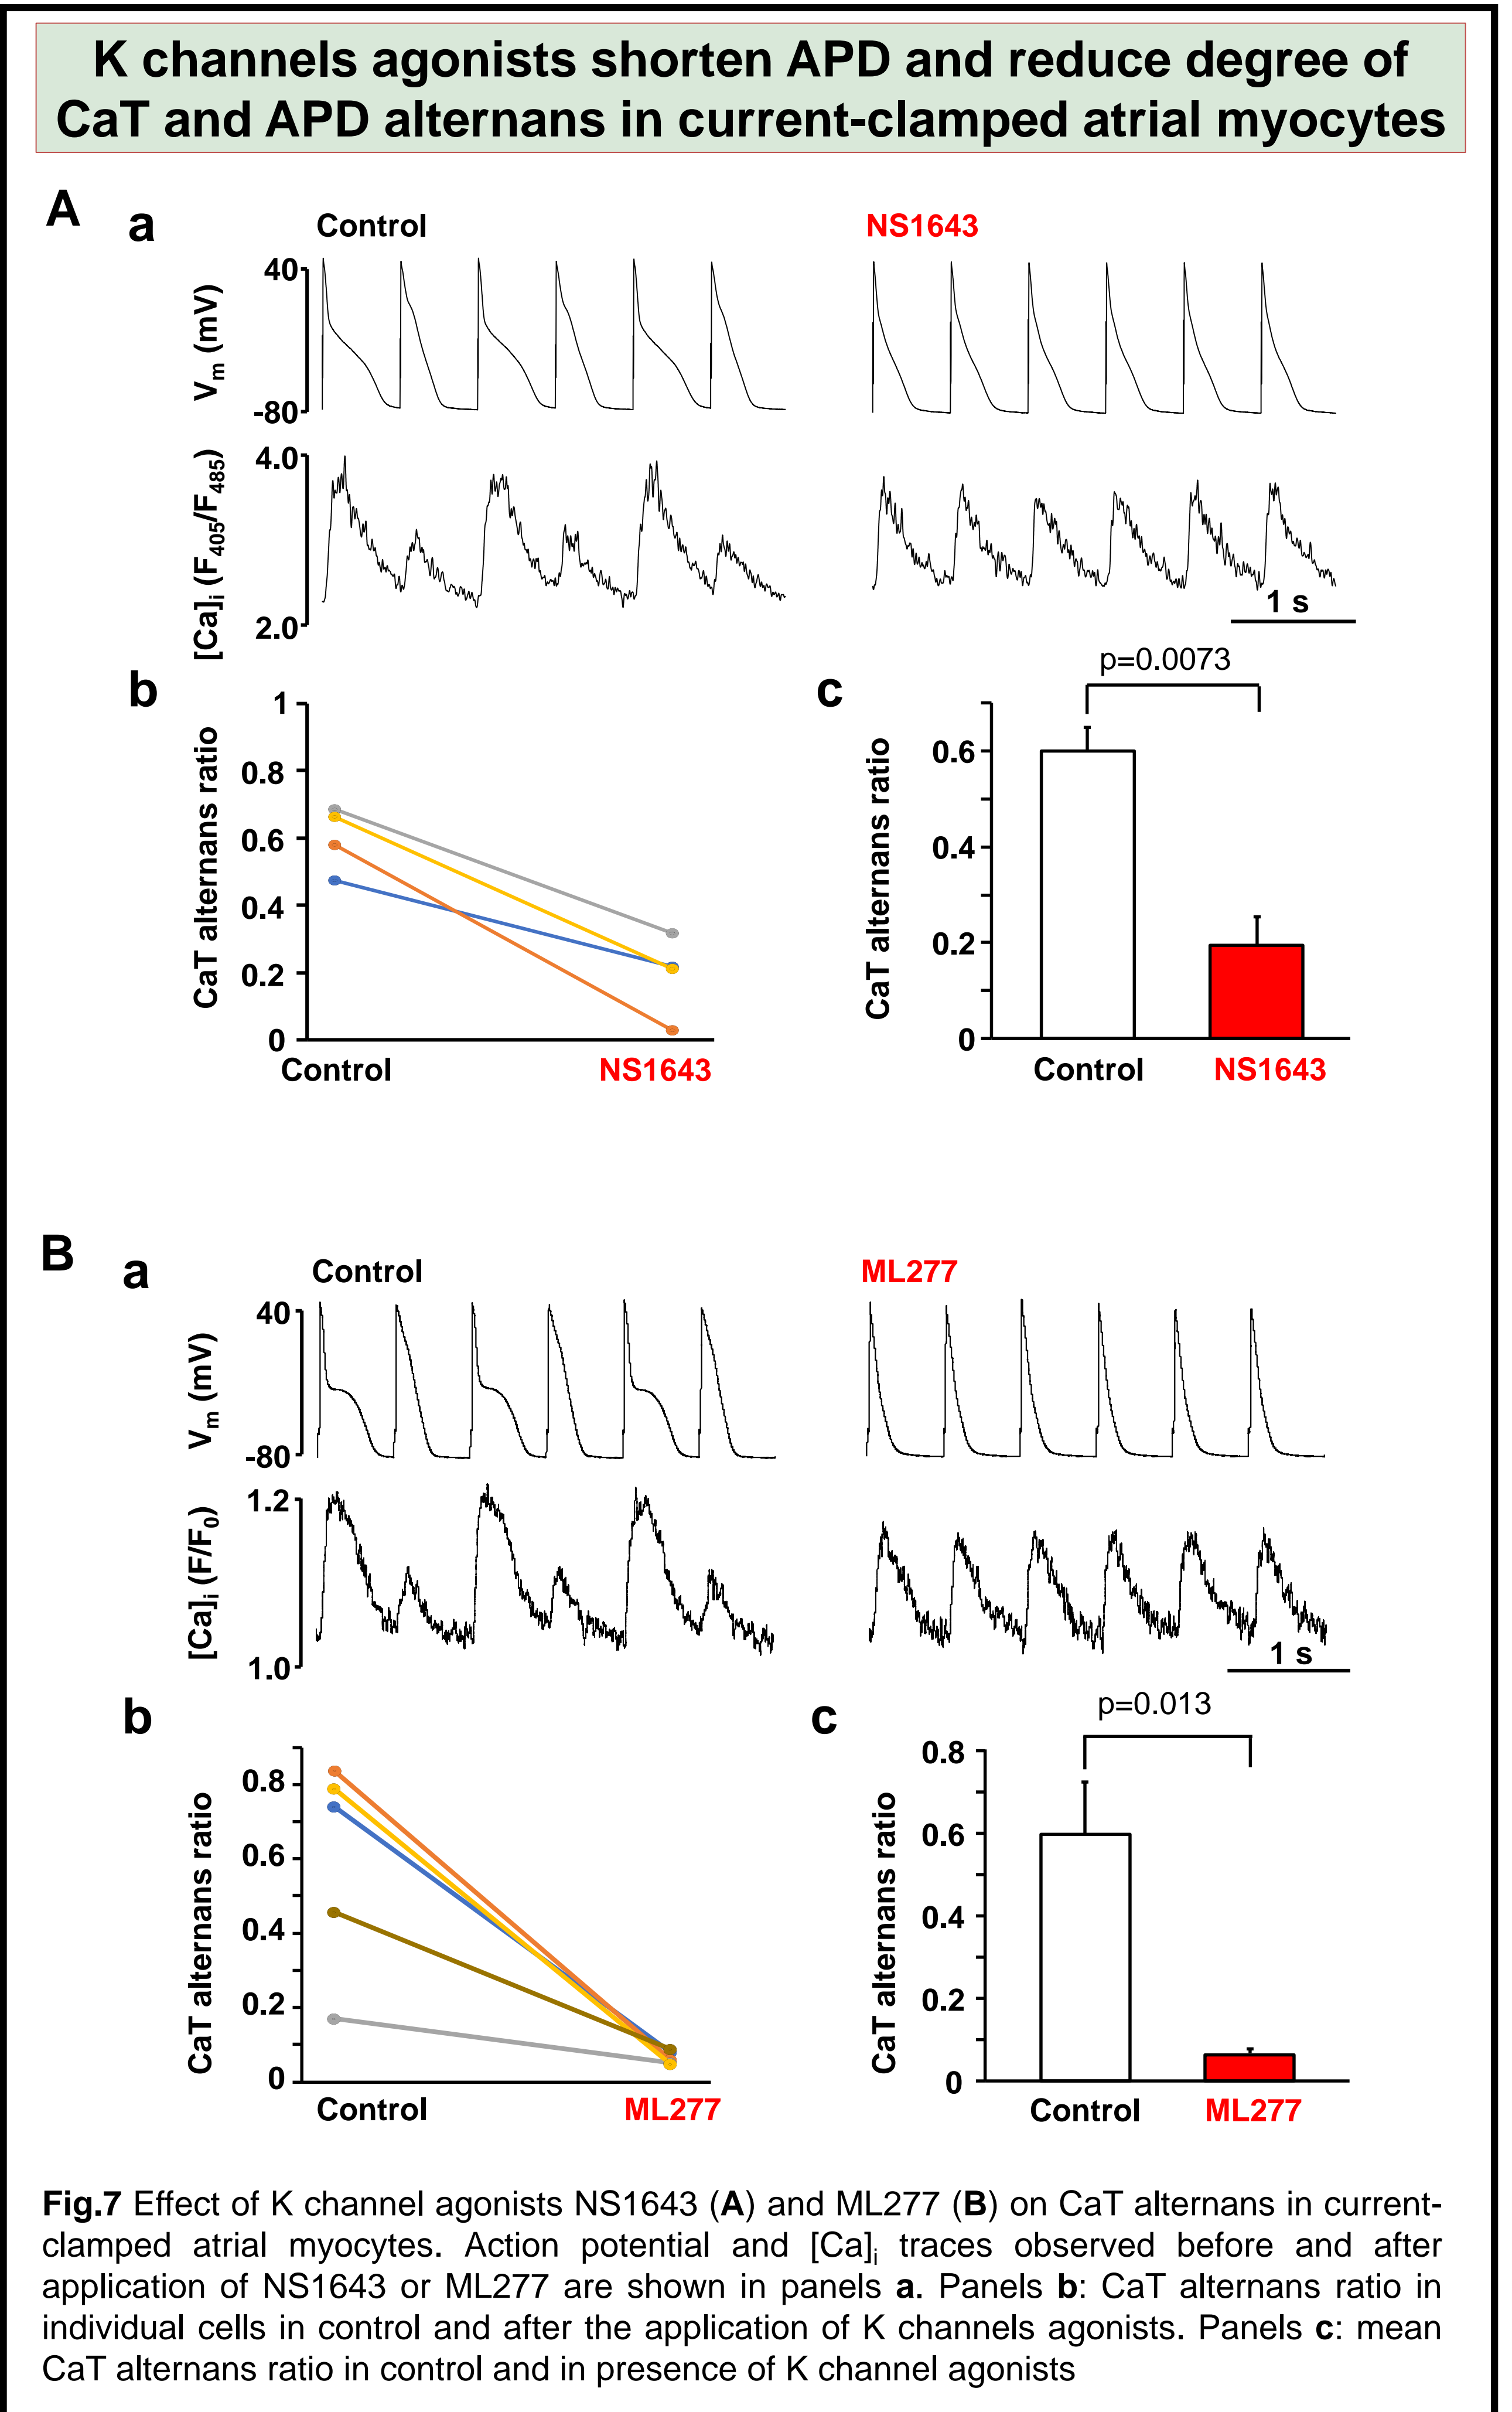 K channels agonists shorten APD and reduce degree of
CaT and APD alternans in current-clamped atrial myocytes
A
a
Control
NS1643
Vm (mV)
40
-80
[Ca]i (F405/F485)
4.0
2.0
1 s
b
CaT alternans ratio
1
0.8
0.6
0.4
0.2
0
Control
NS1643
c
p=0.0073
CaT alternans ratio
0.6
0.4
0.2
0
Control
NS1643
B
a
Control
ML277
Vm (mV)
40
-80
[Ca]i (F/F0)
1.2
1.0
1 s
b
CaT alternans ratio
0.8
0.6
0.4
0.2
0
Control
ML277
c
p=0.013
CaT alternans ratio
0.8
0.6
0.4
0.2
0
Control
ML277
Fig.7 Effect of K channel agonists NS1643 (A) and ML277 (B) on CaT alternans in current-
clamped atrial myocytes. Action potential and [Ca]i traces observed before and after
application of NS1643 or ML277 are shown in panels a. Panels b: CaT alternans ratio in
individual cells in control and after the application of K channels agonists. Panels c: mean
CaT alternans ratio in control and in presence of K channel agonists